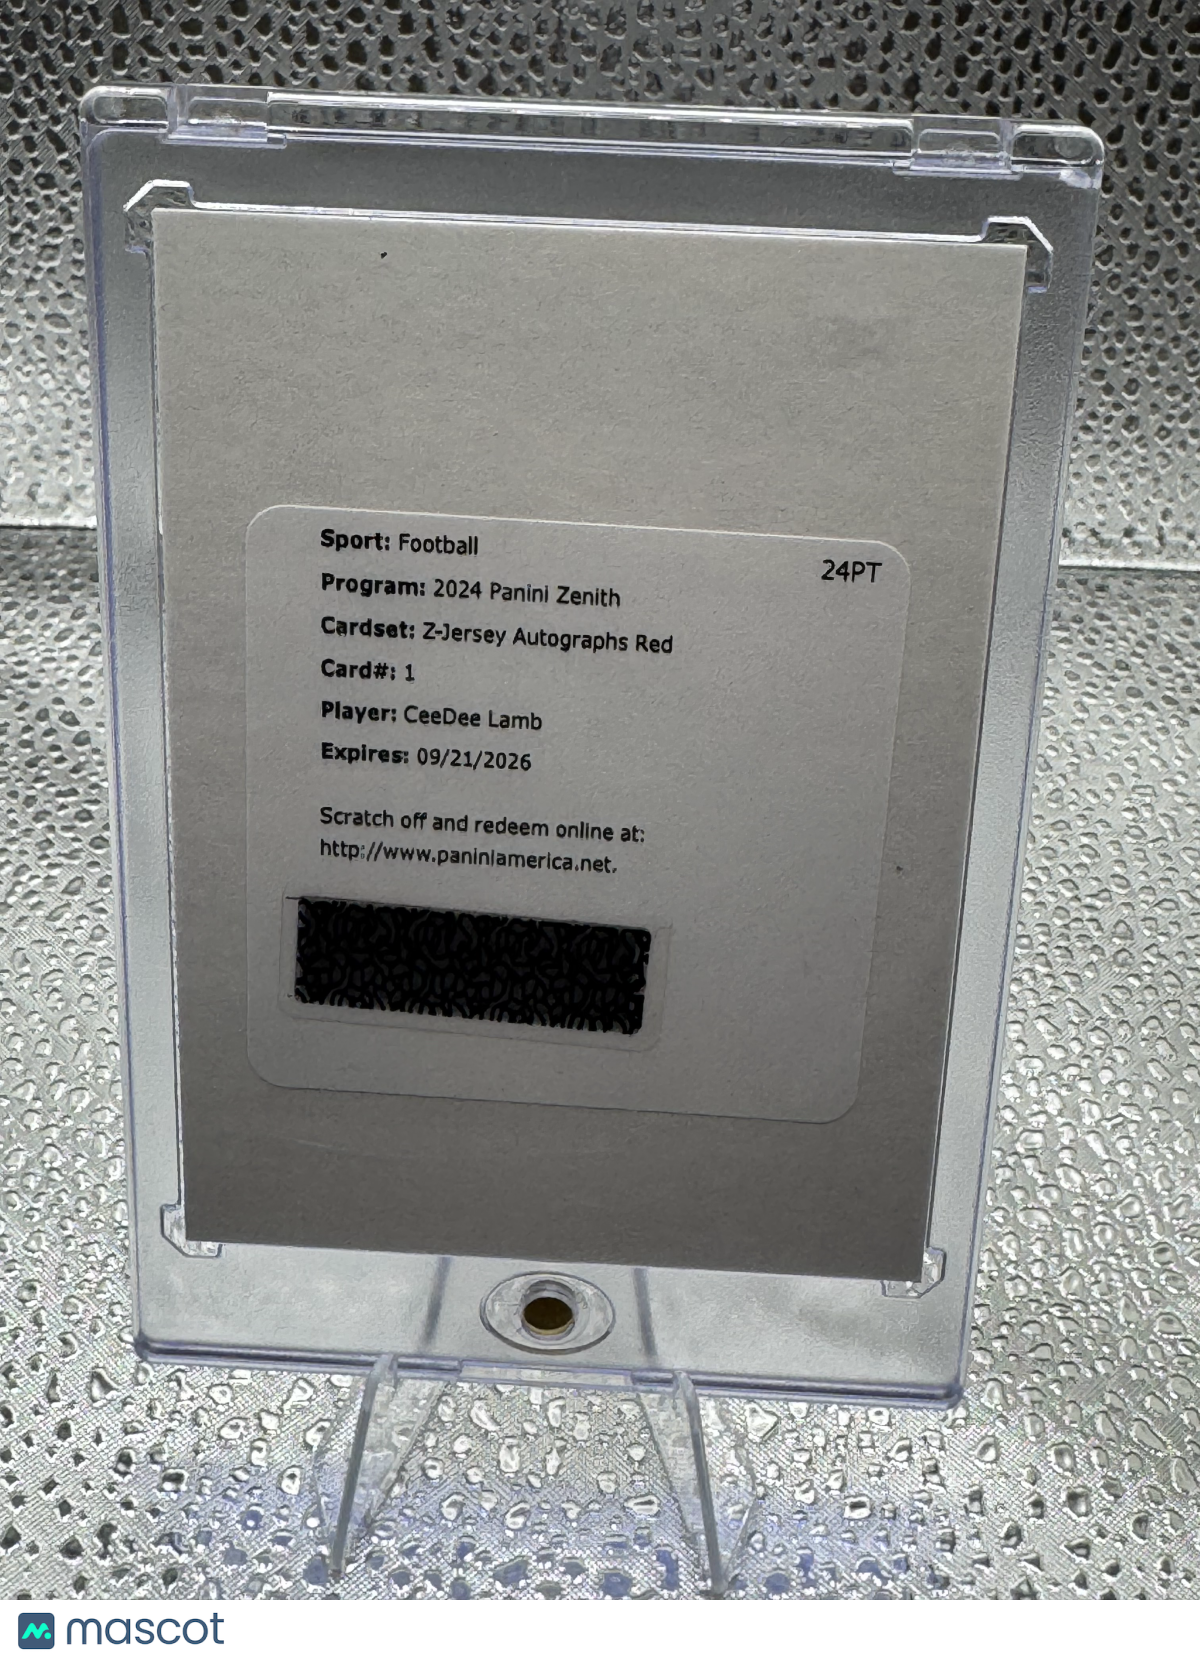 Sport: Football
24PT
Program: 2024 Panini Zenith
Cardset: Z-Jersey Autographs Red
Card#: 1
Player: CeeDee Lamb
Expires: 09/21/2026
Scratch off and redeem online at:
http://www.paniniamerica.net.
mascot